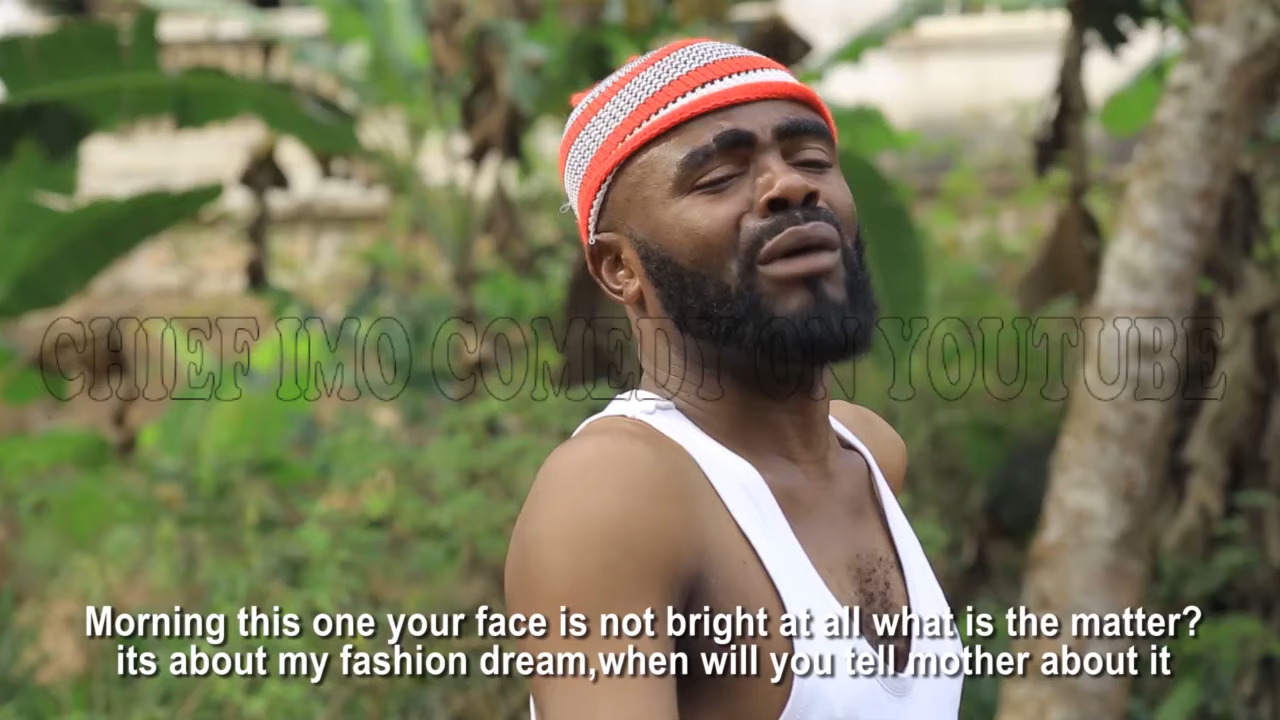 CHIEF IMO COMEDY ON YOUTUBE
Morning this one your face is not bright at all what is the matter?
its about my fashion dream,when will you tell mother about it